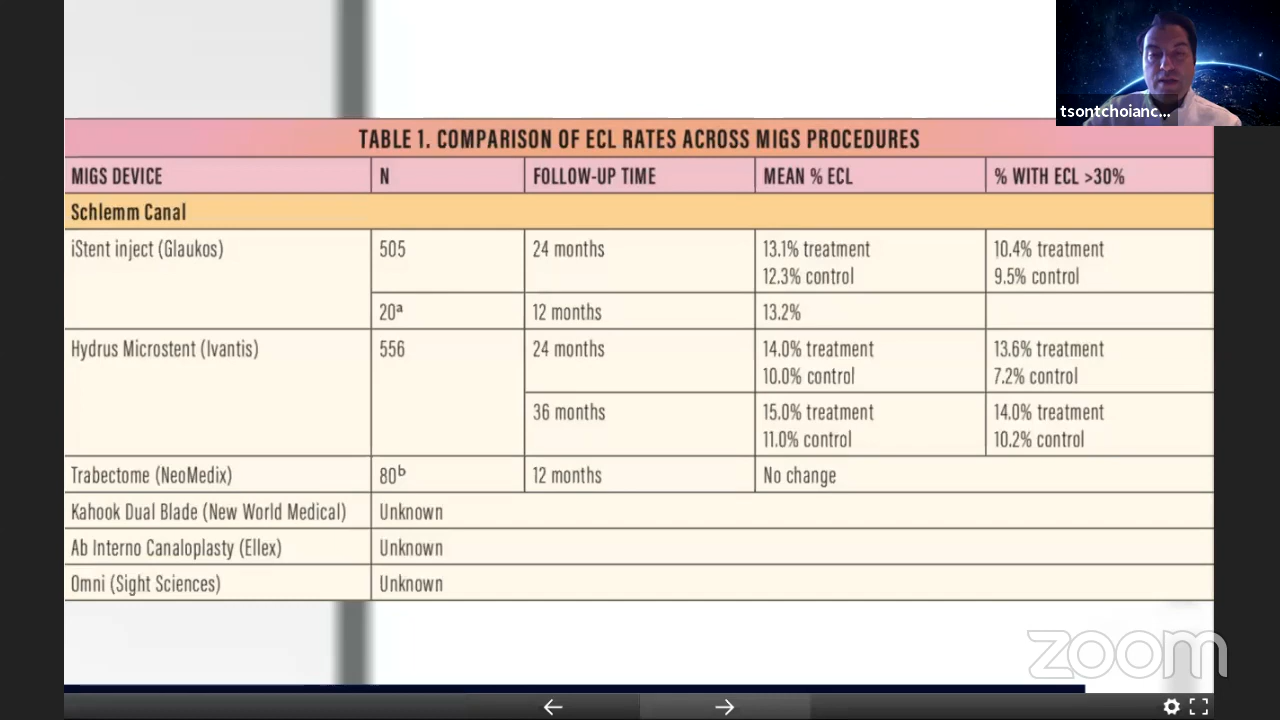 tsontchoianc...
TABLE 1. COMPARISON OF ECL RATES ACROSS MIGS PROCEDURES
MIGS DEVICE N FOLLOW-UP TIME MEAN % ECL % WITH ECL >30%
Schlemm Canal
iStent inject (Glaukos) 505 24 months 13.1% treatment 10.4% treatment
12.3% control 9.5% control
20ᵃ 12 months 13.2%
Hydrus Microstent (Ivantis) 556 24 months 14.0% treatment 13.6% treatment
10.0% control 7.2% control
36 months 15.0% treatment 14.0% treatment
11.0% control 10.2% control
Trabectome (NeoMedix) 80ᵇ 12 months No change
Kahook Dual Blade (New World Medical) Unknown
Ab Interno Canaloplasty (Ellex) Unknown
Omni (Sight Sciences) Unknown
zoom